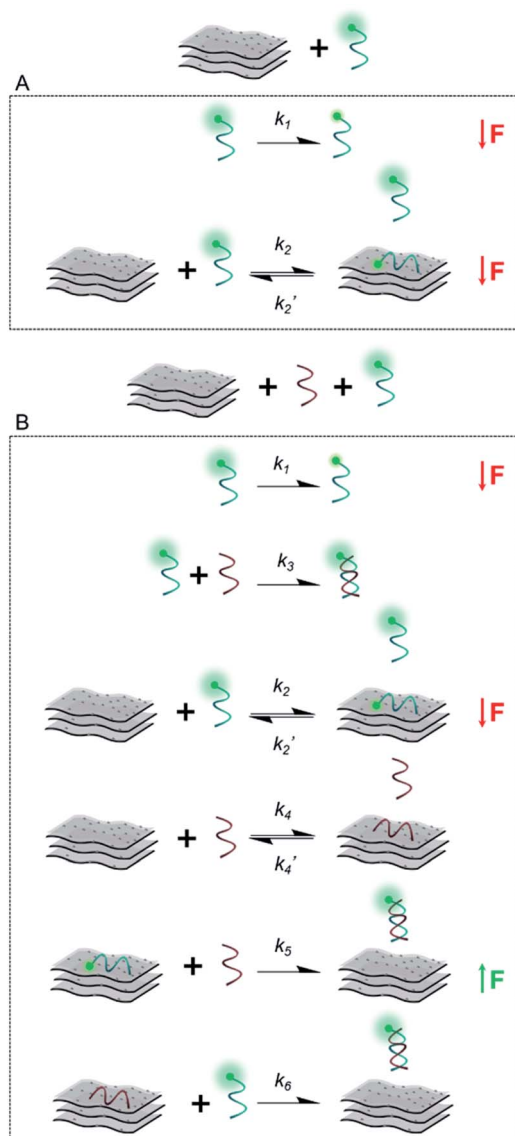 +
A
k₁ ↓F
+ k₂ ↓F
k₂'
+ +
B
k₁ ↓F
+ k₃
+ k₂ ↓F
k₂'
+ k₄
k₄'
+ k₅ ↑F
+ k₆